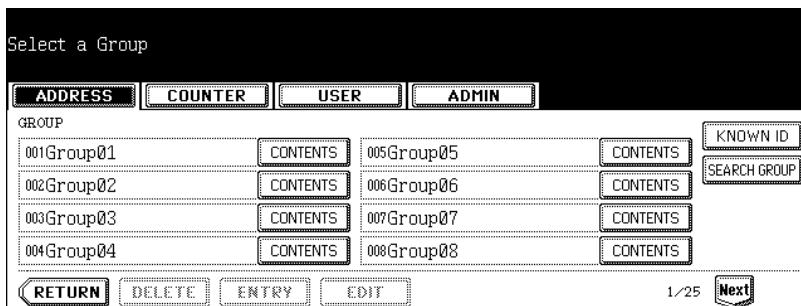 Select a Group
ADDRESS COUNTER USER ADMIN
GROUP
KNOWN ID
001Group01 CONTENTS 005Group05 CONTENTS
SEARCH GROUP
002Group02 CONTENTS 006Group06 CONTENTS
003Group03 CONTENTS 007Group07 CONTENTS
004Group04 CONTENTS 008Group08 CONTENTS
RETURN DELETE ENTRY EDIT 1/25 Next